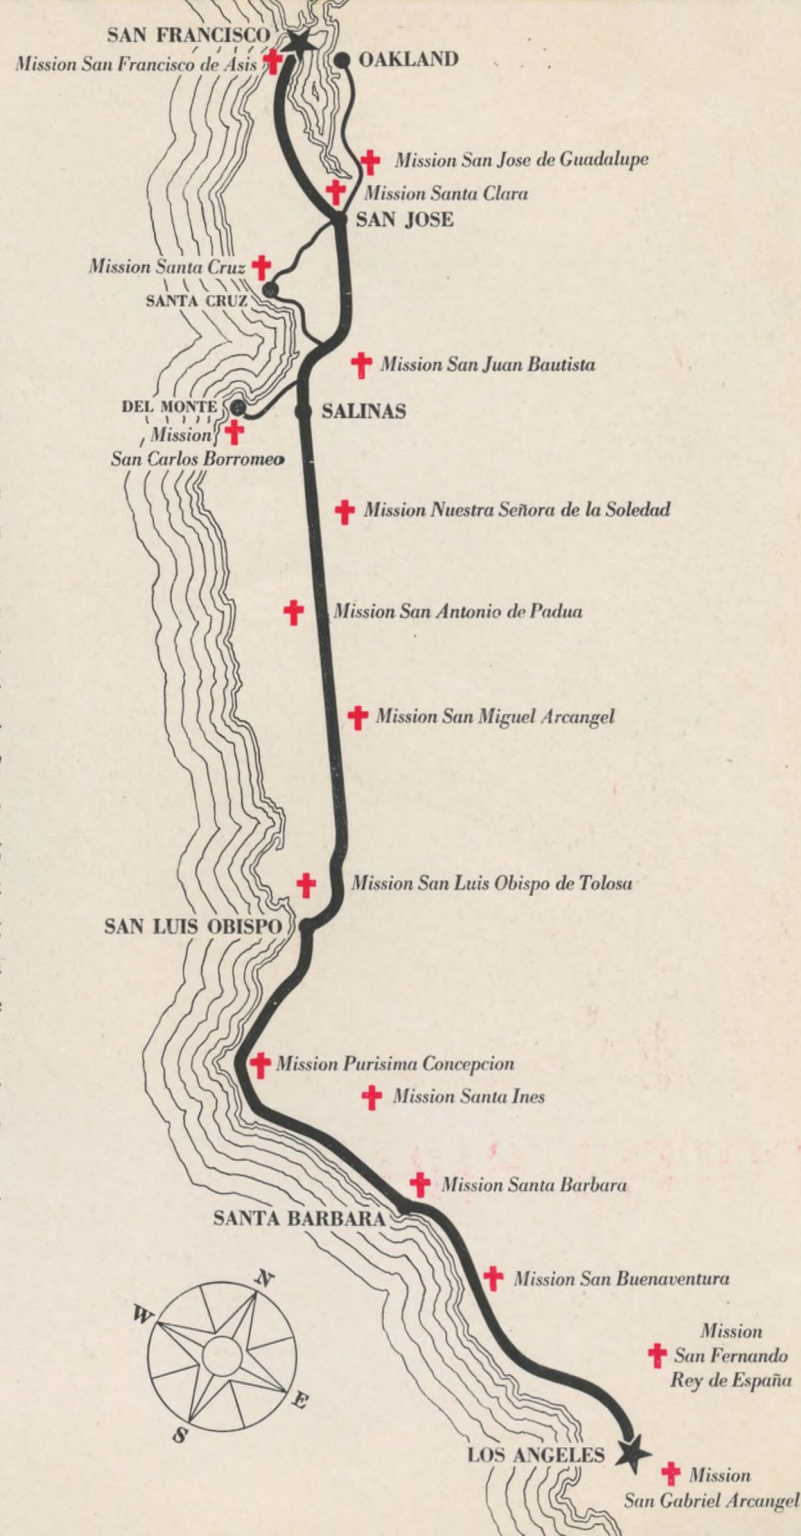 SAN FRANCISCO
Mission San Francisco de Asis
OAKLAND
Mission San Jose de Guadalupe
Mission Santa Clara
SAN JOSE
Mission Santa Cruz
SANTA CRUZ
Mission San Juan Bautista
DEL MONTE
SALINAS
Mission
San Carlos Borromeo
Mission Nuestra Señora de la Soledad
Mission San Antonio de Padua
Mission San Miguel Arcangel
Mission San Luis Obispo de Tolosa
SAN LUIS OBISPO
Mission Purisima Concepcion
Mission Santa Ines
Mission Santa Barbara
SANTA BARBARA
Mission San Buenaventura
N
W
E
S
Mission
San Fernando
Rey de España
LOS ANGELES
Mission
San Gabriel Arcangel